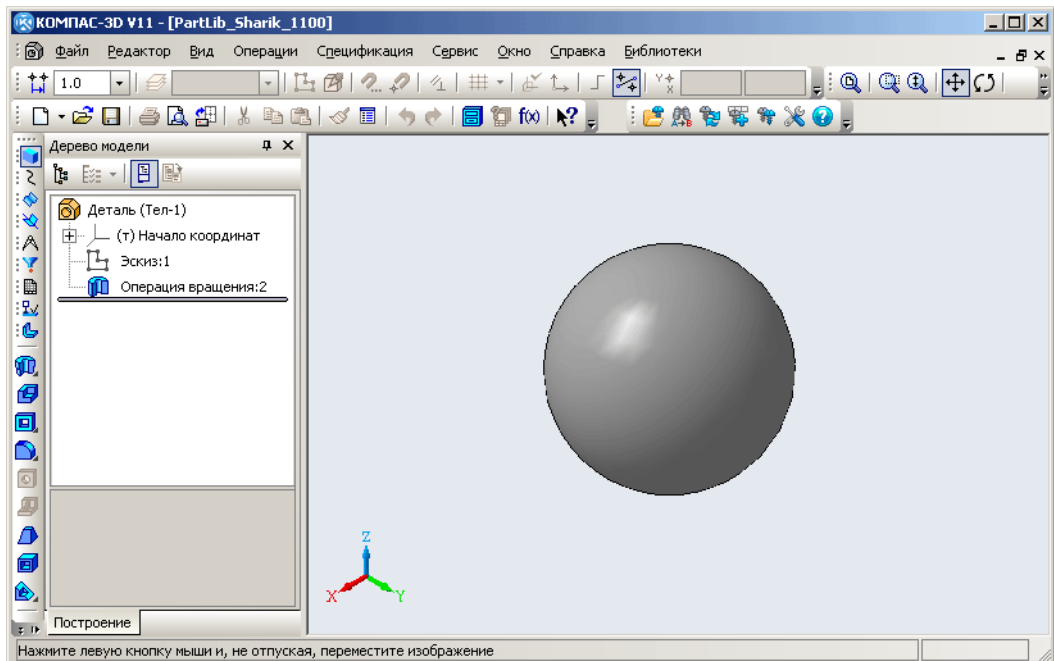 КОМПАС-3D V11 - [PartLib_Sharik_1100]
Файл Редактор Вид Операции Спецификация Сервис Окно Справка Библиотеки
1.0
f(x)
Дерево модели
Деталь (Тел-1)
(т) Начало координат
Эскиз:1
Операция вращения:2
Z
X
Y
Построение
Нажмите левую кнопку мыши и, не отпуская, переместите изображение